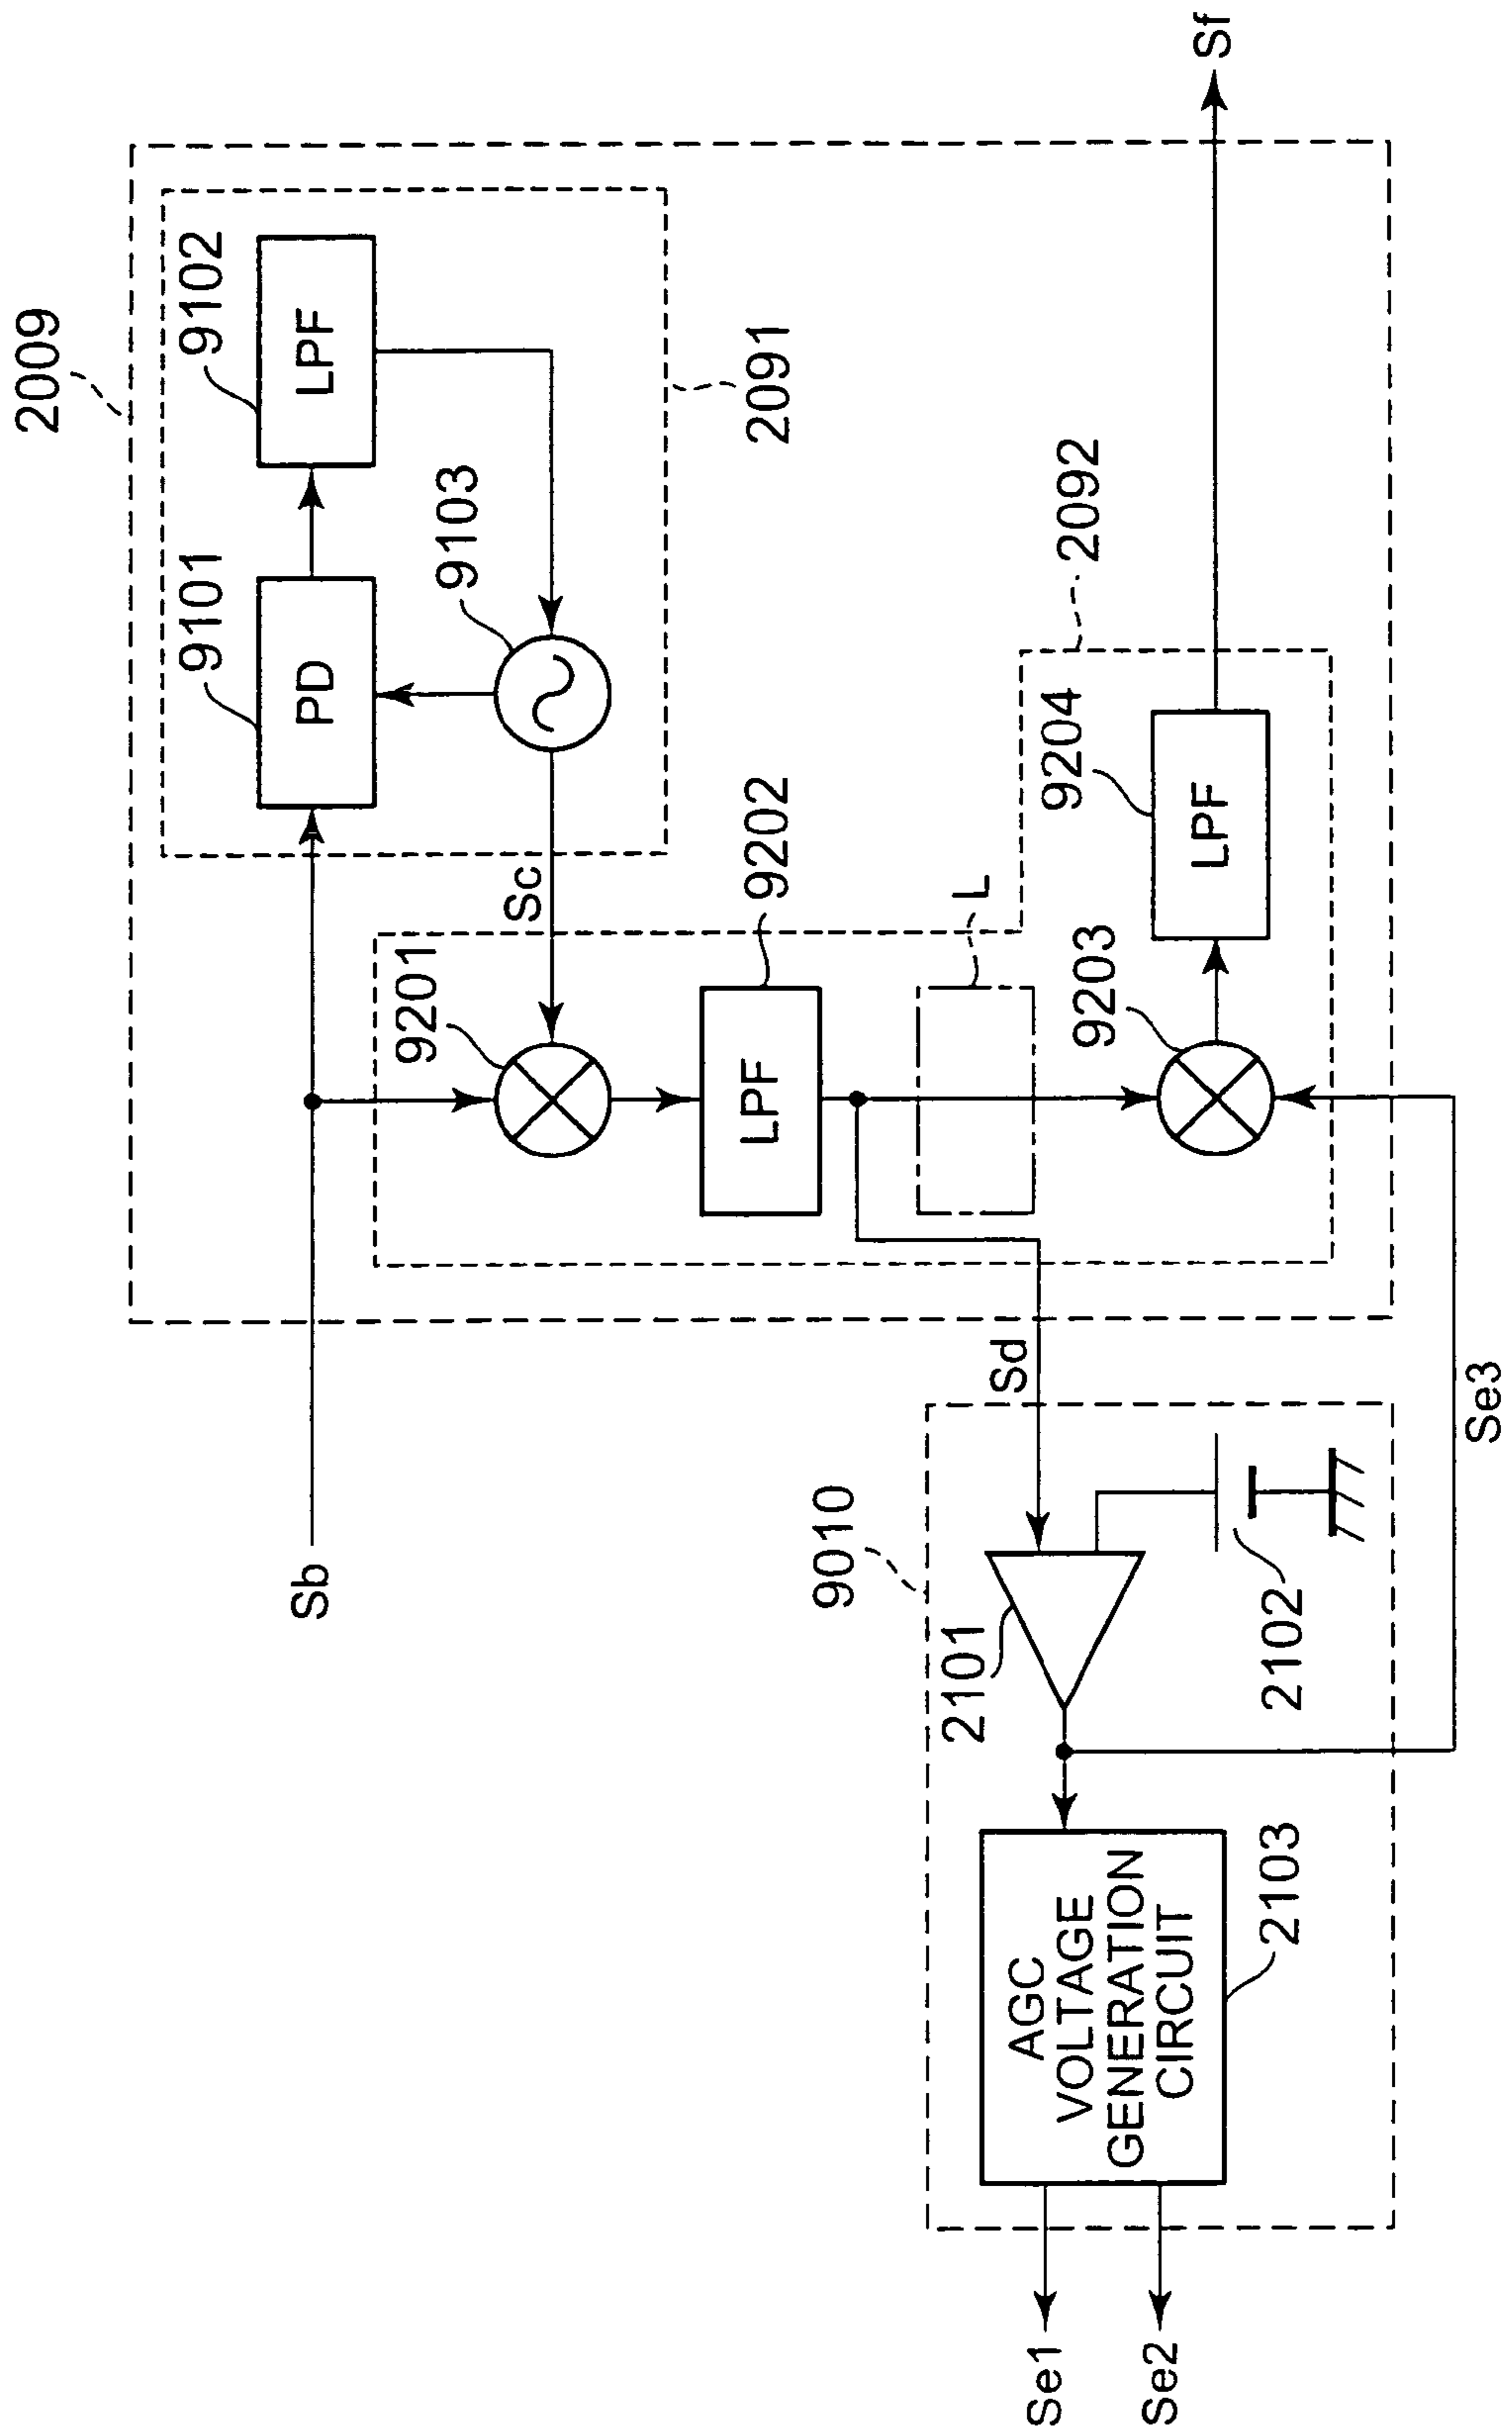 2009
9101
9102
PD
LPF
9103
2091
Sb
Sc
9201
9202
LPF
L
2092
9204
LPF
9203
Sf
Sd
9010
2101
2102
AGC
VOLTAGE
GENERATION
CIRCUIT
2103
Se1
Se2
Se3